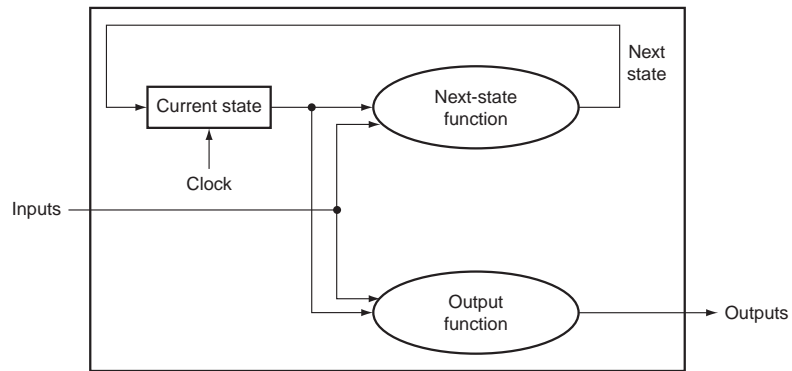 Next
state
Current state
Next-state
function
Clock
Inputs
Output
function
Outputs